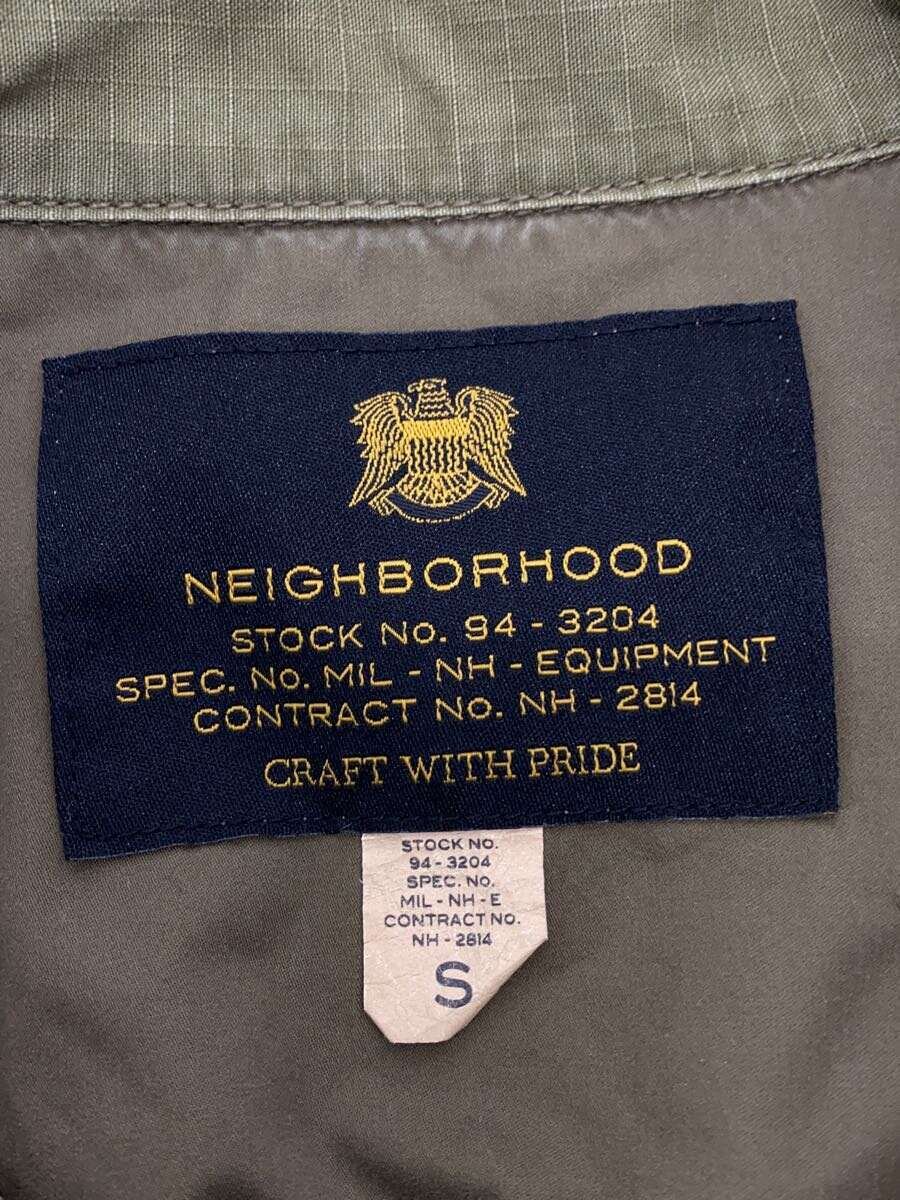 NEIGHBORHOOD
STOCK No. 94 - 3204
SPEC. No. MIL - NH - EQUIPMENT
CONTRACT No. NH - 2814
CRAFT WITH PRIDE
STOCK NO.
94 - 3204
SPEC. NO.
MIL - NH - E
CONTRACT NO.
NH - 2814
S